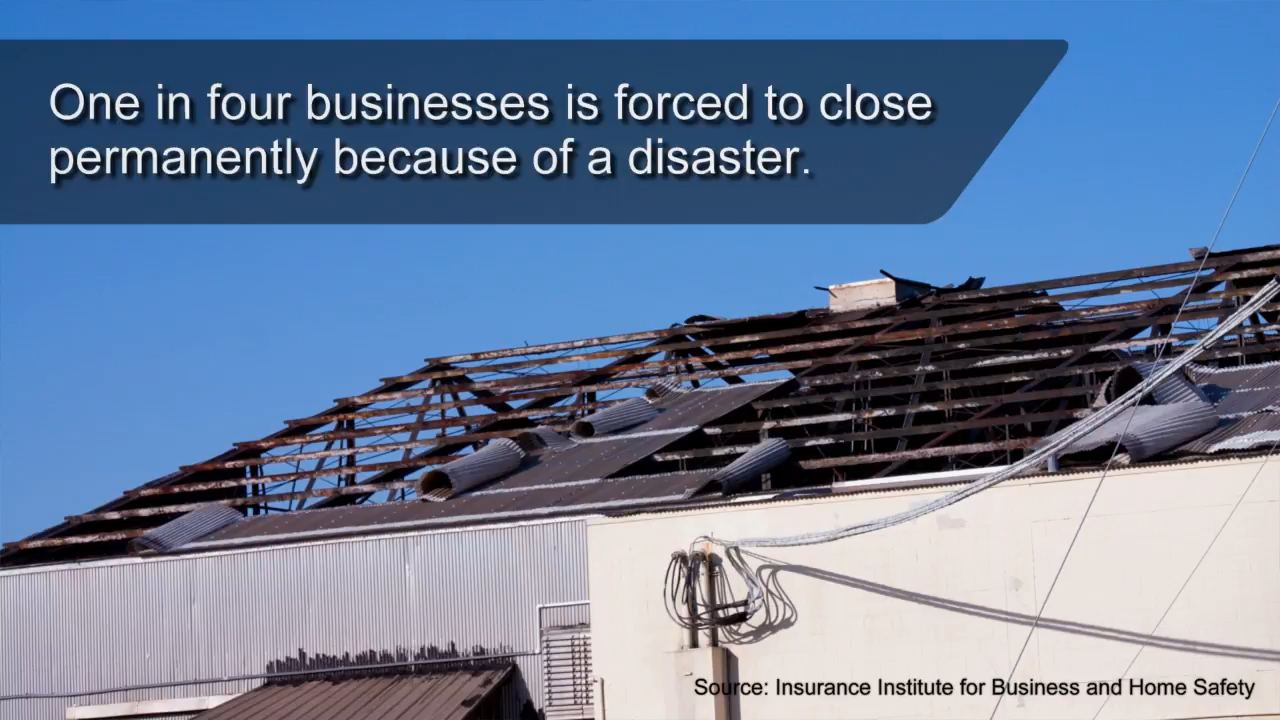 One in four businesses is forced to close
permanently because of a disaster.
Source: Insurance Institute for Business and Home Safety